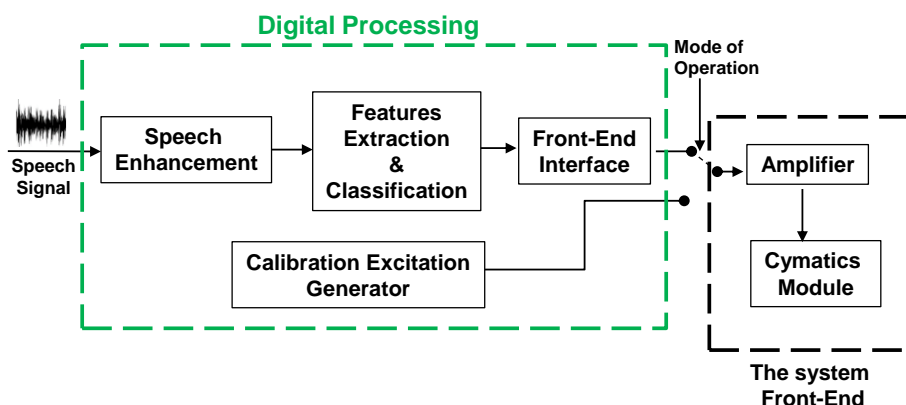 Digital Processing
Mode of
Operation
Speech
Signal
Speech
Enhancement
Features
Extraction
&
Classification
Front-End
Interface
Amplifier
Calibration Excitation
Generator
Cymatics
Module
The system
Front-End